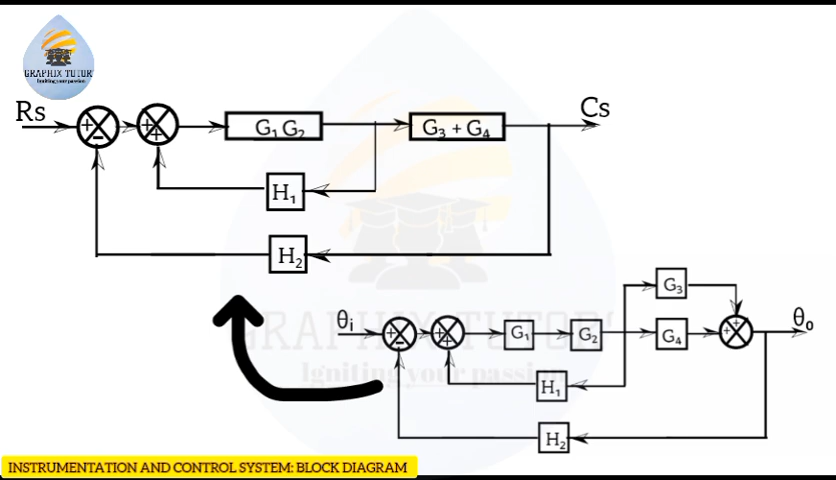 GRAPHIX TUTOR
Igniting your passion
Rs
+
-
+
+
G₁ G₂
G₃ + G₄
Cs
H₁
H₂
GRAPHIX TUTOR
Igniting your passion
θᵢ
+
-
+
+
G₁
G₂
G₃
G₄
+
+
θₒ
H₁
H₂
INSTRUMENTATION AND CONTROL SYSTEM: BLOCK DIAGRAM